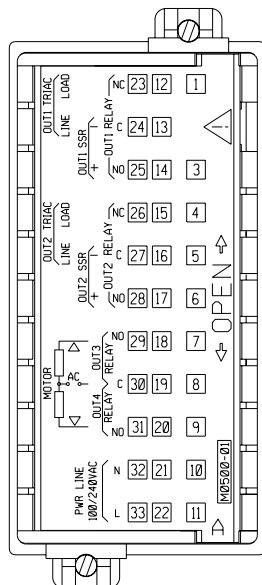 OUT1 TRIAC
LINE LOAD
OUT1 SSR
+ −
OUT1 RELAY
NC 23 12 1
C 24 13
NO 25 14 3
OUT2 TRIAC
LINE LOAD
OUT2 SSR
+ −
OUT2 RELAY
NC 26 15 4
C 27 16 5
NO 28 17 6
OPEN
MOTOR
AC
OUT3
RELAY
OUT4
RELAY
NO 29 18 7
C 30 19 8
NO 31 20 9
PWR LINE
100/240VAC
N 32 21 10
L 33 22 11
M0500-01